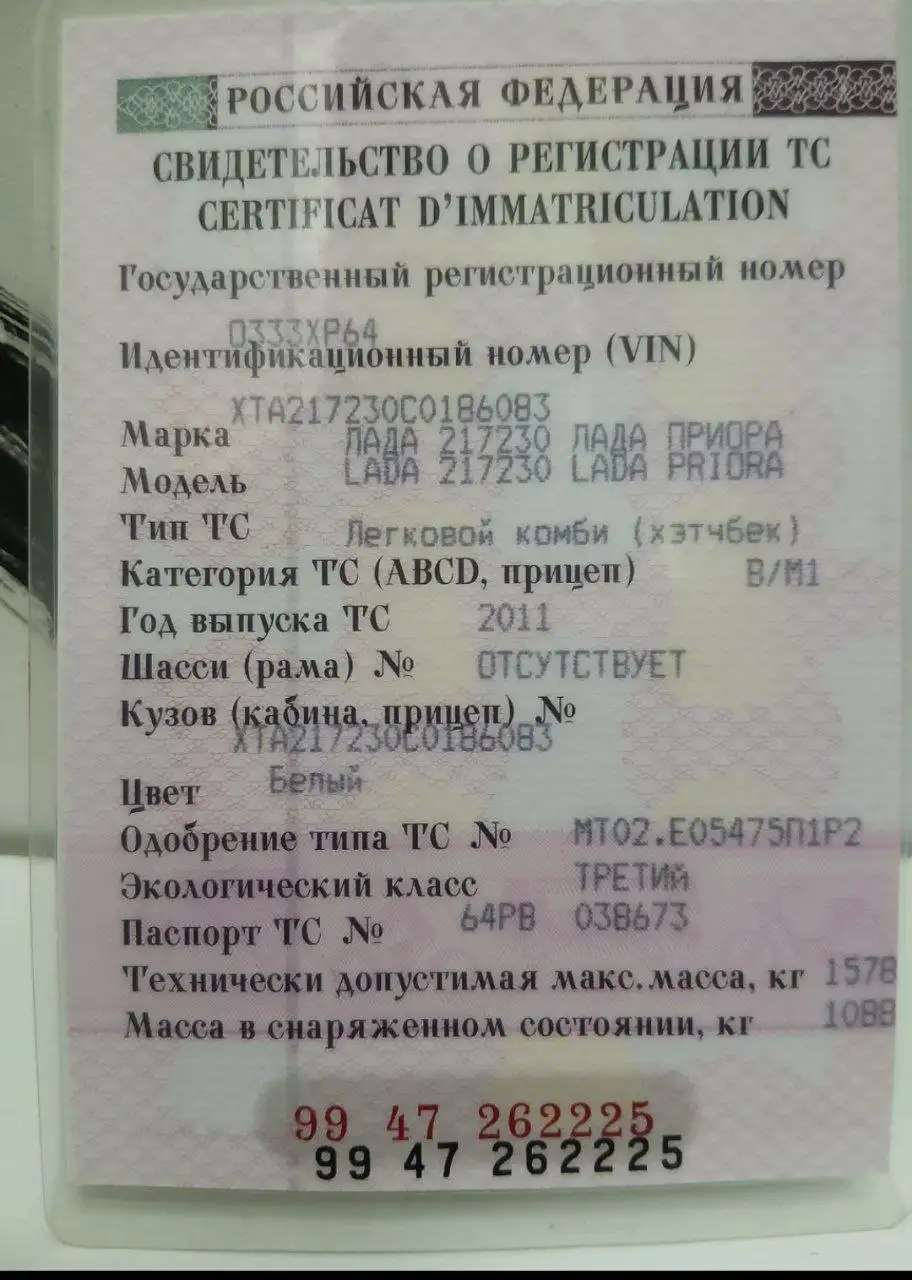 РОССИЙСКАЯ ФЕДЕРАЦИЯ
СВИДЕТЕЛЬСТВО О РЕГИСТРАЦИИ ТС
CERTIFICAT D'IMMATRICULATION
Государственный регистрационный номер
О333ХР64
Идентификационный номер (VIN)
ХТА217230С0186083
Марка ЛАДА 217230 ЛАДА ПРИОРА
Модель LADA 217230 LADA PRIORA
Тип ТС Легковой комби (хэтчбек)
Категория ТС (ABCD, прицеп) В/М1
Год выпуска ТС 2011
Шасси (рама) № ОТСУТСТВУЕТ
Кузов (кабина, прицеп) №
ХТА217230С0186083
Цвет Белый
Одобрение типа ТС № МТ02.Е05475П1Р2
Экологический класс ТРЕТИЙ
Паспорт ТС № 64РВ 038673
Технически допустимая макс.масса, кг 1578
Масса в снаряженном состоянии, кг 1088
99 47 262225
99 47 262225